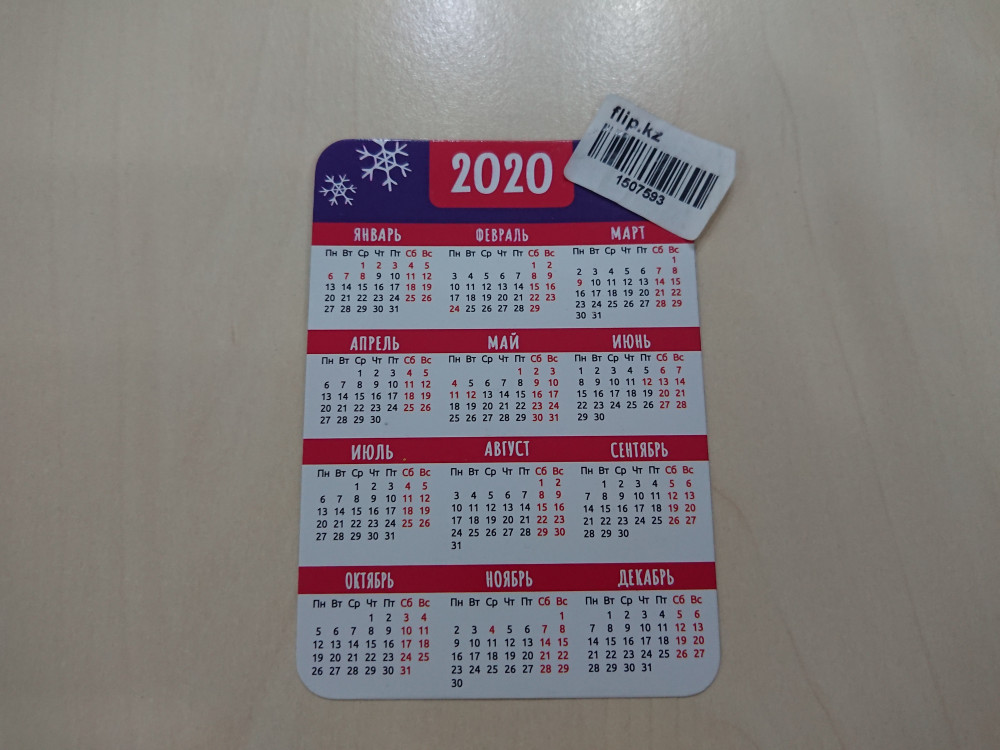 flip.kz
1507593
2020
ЯНВАРЬ
Пн Вт Ср Чт Пт Сб Вс
1 2 3 4 5
6 7 8 9 10 11 12
13 14 15 16 17 18 19
20 21 22 23 24 25 26
27 28 29 30 31
ФЕВРАЛЬ
Пн Вт Ср Чт Пт Сб Вс
1 2
3 4 5 6 7 8 9
10 11 12 13 14 15 16
17 18 19 20 21 22 23
24 25 26 27 28 29
МАРТ
Пн Вт Ср Чт Пт Сб Вс
1
2 3 4 5 6 7 8
9 10 11 12 13 14 15
16 17 18 19 20 21 22
23 24 25 26 27 28 29
30 31
АПРЕЛЬ
Пн Вт Ср Чт Пт Сб Вс
1 2 3 4 5
6 7 8 9 10 11 12
13 14 15 16 17 18 19
20 21 22 23 24 25 26
27 28 29 30
МАЙ
Пн Вт Ср Чт Пт Сб Вс
1 2 3
4 5 6 7 8 9 10
11 12 13 14 15 16 17
18 19 20 21 22 23 24
25 26 27 28 29 30 31
ИЮНЬ
Пн Вт Ср Чт Пт Сб Вс
1 2 3 4 5 6 7
8 9 10 11 12 13 14
15 16 17 18 19 20 21
22 23 24 25 26 27 28
29 30
ИЮЛЬ
Пн Вт Ср Чт Пт Сб Вс
1 2 3 4 5
6 7 8 9 10 11 12
13 14 15 16 17 18 19
20 21 22 23 24 25 26
27 28 29 30 31
АВГУСТ
Пн Вт Ср Чт Пт Сб Вс
1 2
3 4 5 6 7 8 9
10 11 12 13 14 15 16
17 18 19 20 21 22 23
24 25 26 27 28 29 30
31
СЕНТЯБРЬ
Пн Вт Ср Чт Пт Сб Вс
1 2 3 4 5 6
7 8 9 10 11 12 13
14 15 16 17 18 19 20
21 22 23 24 25 26 27
28 29 30
ОКТЯБРЬ
Пн Вт Ср Чт Пт Сб Вс
1 2 3 4
5 6 7 8 9 10 11
12 13 14 15 16 17 18
19 20 21 22 23 24 25
26 27 28 29 30 31
НОЯБРЬ
Пн Вт Ср Чт Пт Сб Вс
1
2 3 4 5 6 7 8
9 10 11 12 13 14 15
16 17 18 19 20 21 22
23 24 25 26 27 28 29
30
ДЕКАБРЬ
Пн Вт Ср Чт Пт Сб Вс
1 2 3 4 5 6
7 8 9 10 11 12 13
14 15 16 17 18 19 20
21 22 23 24 25 26 27
28 29 30 31